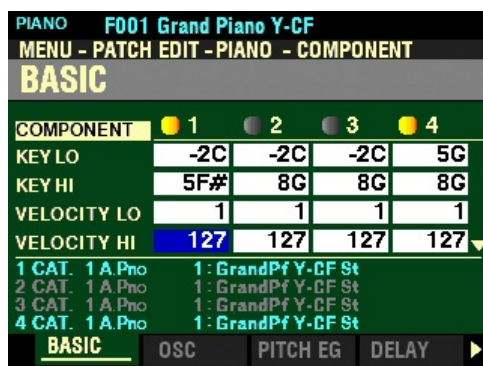 PIANO F001 Grand Piano Y-CF
MENU - PATCH EDIT - PIANO - COMPONENT
BASIC
COMPONENT 1 2 3 4
KEY LO -2C -2C -2C 5G
KEY HI 5F# 8G 8G 8G
VELOCITY LO 1 1 1 1
VELOCITY HI 127 127 127 127
1 CAT. 1 A.Pno 1: GrandPf Y-CF St
2 CAT. 1 A.Pno 1: GrandPf Y-CF St
3 CAT. 1 A.Pno 1: GrandPf Y-CF St
4 CAT. 1 A.Pno 1: GrandPf Y-CF St
BASIC OSC PITCH EG DELAY